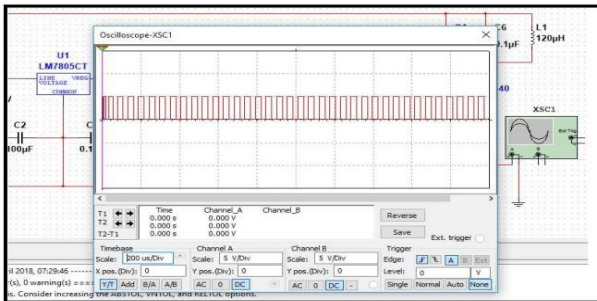 Oscilloscope-XSC1
U1
LM7805CT
LINE VREG
VOLTAGE
COMMON
C2
100µF
0.1
C6
0.1µF
L1
120µH
40
XSC1
Ext Trig
A B
T1
T2
T2-T1
Time Channel_A Channel_B
0.000 s 0.000 V
0.000 s 0.000 V
0.000 s 0.000 V
Reverse
Save
Ext. trigger
Timebase
Scale: 200 us/Div
X pos.(Div): 0
Y/T Add B/A A/B
Channel A
Scale: 5 V/Div
Y pos.(Div): 0
AC 0 DC
Channel B
Scale: 5 V/Div
Y pos.(Div): 0
AC 0 DC -
Trigger
Edge: A B Ext
Level: 0 V
Single Normal Auto None
il 2018, 07:29:46 ------
r(s), 0 warning(s) ====
s. Consider increasing the ABSTOL, VNTOL, and RELTOL options.